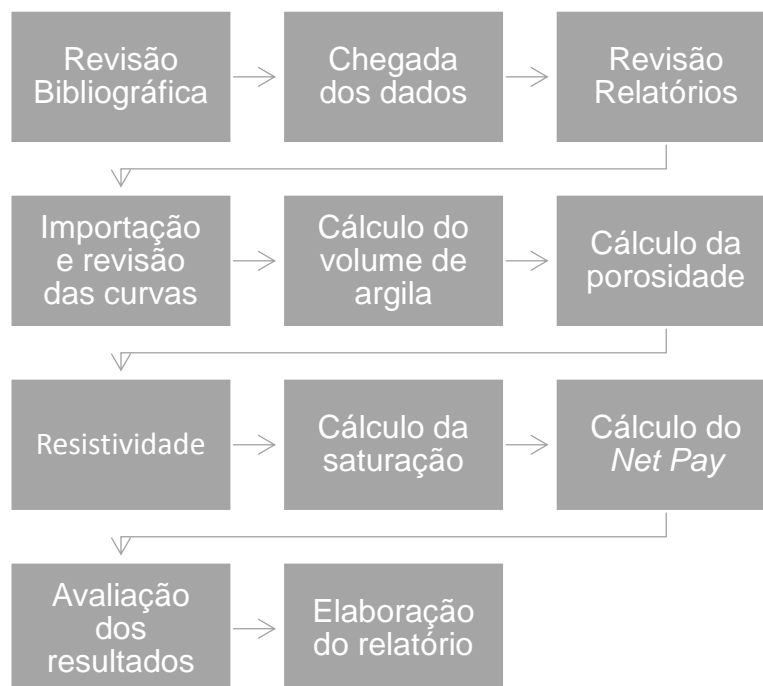 Revisão
Bibliográfica
Chegada
dos dados
Revisão
Relatórios
Importação
e revisão
das curvas
Cálculo do
volume de
argila
Cálculo da
porosidade
Resistividade
Cálculo da
saturação
Cálculo do
Net Pay
Avaliação
dos
resultados
Elaboração
do relatório